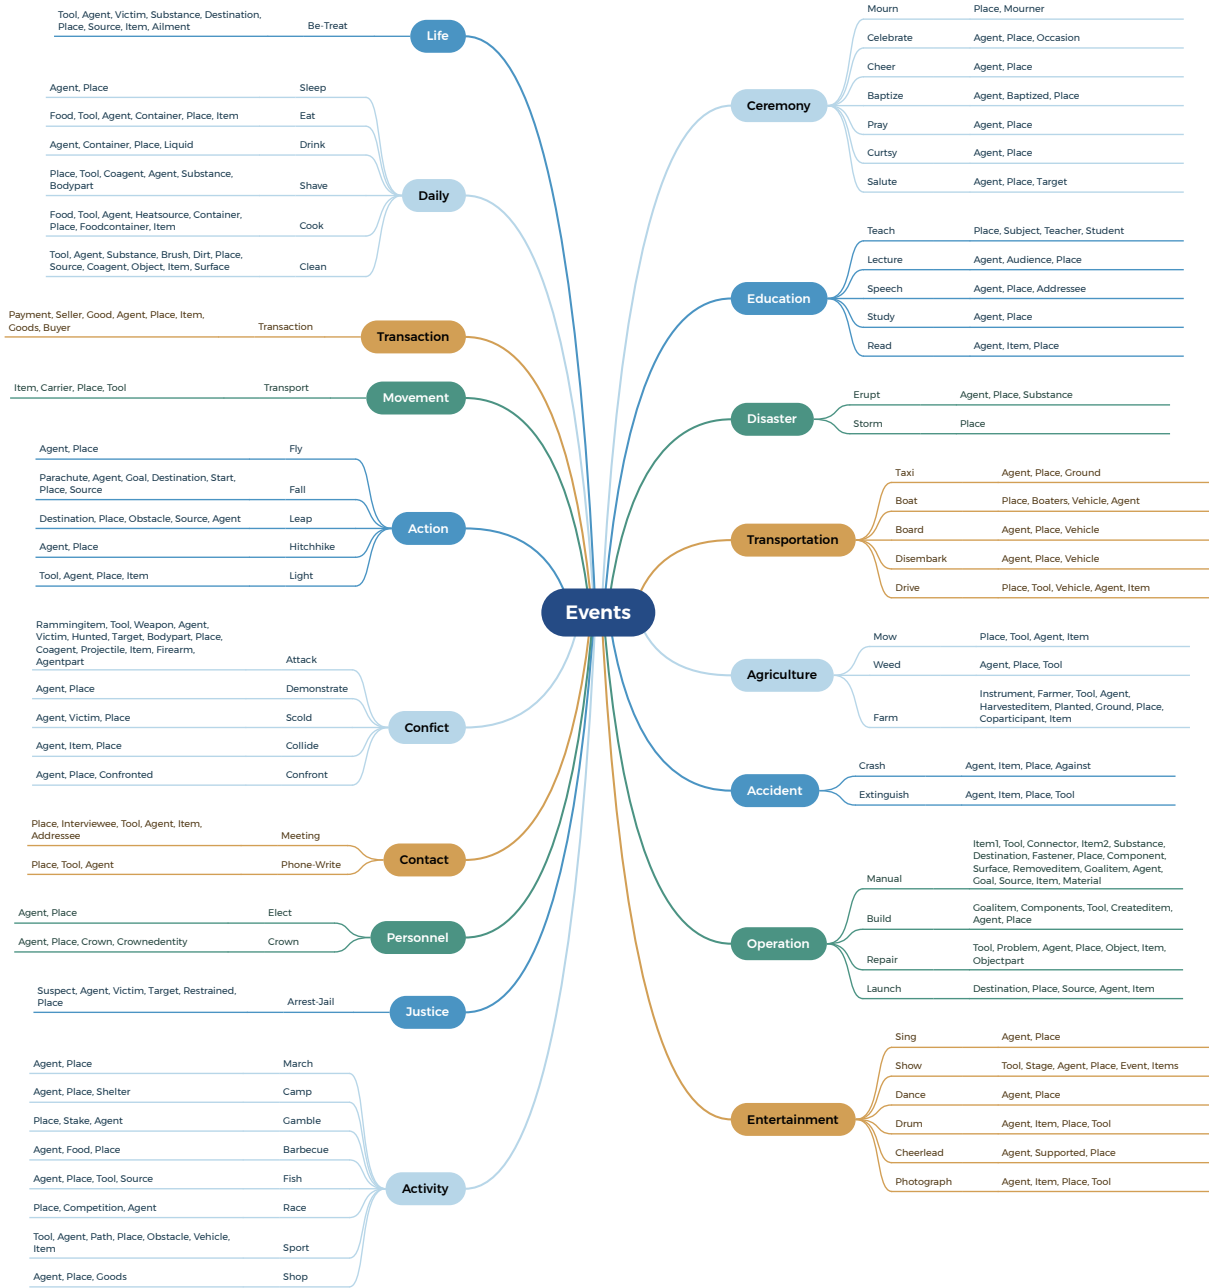 Events
Life
Be-Treat
Tool, Agent, Victim, Substance, Destination,
Place, Source, Item, Ailment
Daily
Sleep
Agent, Place
Eat
Food, Tool, Agent, Container, Place, Item
Drink
Agent, Container, Place, Liquid
Shave
Place, Tool, Coagent, Agent, Substance,
Bodypart
Cook
Food, Tool, Agent, Heatsource, Container,
Place, Foodcontainer, Item
Clean
Tool, Agent, Substance, Brush, Dirt, Place,
Source, Coagent, Object, Item, Surface
Transaction
Transaction
Payment, Seller, Good, Agent, Place, Item,
Goods, Buyer
Movement
Transport
Item, Carrier, Place, Tool
Action
Fly
Agent, Place
Fall
Parachute, Agent, Goal, Destination, Start,
Place, Source
Leap
Destination, Place, Obstacle, Source, Agent
Hitchhike
Agent, Place
Light
Tool, Agent, Place, Item
Confict
Attack
Rammingitem, Tool, Weapon, Agent,
Victim, Hunted, Target, Bodypart, Place,
Coagent, Projectile, Item, Firearm,
Agentpart
Demonstrate
Agent, Place
Scold
Agent, Victim, Place
Collide
Agent, Item, Place
Confront
Agent, Place, Confronted
Contact
Meeting
Place, Interviewee, Tool, Agent, Item,
Addressee
Phone-Write
Place, Tool, Agent
Personnel
Elect
Agent, Place
Crown
Agent, Place, Crown, Crownedentity
Justice
Arrest-Jail
Suspect, Agent, Victim, Target, Restrained,
Place
Activity
March
Agent, Place
Camp
Agent, Place, Shelter
Gamble
Place, Stake, Agent
Barbecue
Agent, Food, Place
Fish
Agent, Place, Tool, Source
Race
Place, Competition, Agent
Sport
Tool, Agent, Path, Place, Obstacle, Vehicle,
Item
Shop
Agent, Place, Goods
Ceremony
Mourn
Place, Mourner
Celebrate
Agent, Place, Occasion
Cheer
Agent, Place
Baptize
Agent, Baptized, Place
Pray
Agent, Place
Curtsy
Agent, Place
Salute
Agent, Place, Target
Education
Teach
Place, Subject, Teacher, Student
Lecture
Agent, Audience, Place
Speech
Agent, Place, Addressee
Study
Agent, Place
Read
Agent, Item, Place
Disaster
Erupt
Agent, Place, Substance
Storm
Place
Transportation
Taxi
Agent, Place, Ground
Boat
Place, Boaters, Vehicle, Agent
Board
Agent, Place, Vehicle
Disembark
Agent, Place, Vehicle
Drive
Place, Tool, Vehicle, Agent, Item
Agriculture
Mow
Place, Tool, Agent, Item
Weed
Agent, Place, Tool
Farm
Instrument, Farmer, Tool, Agent,
Harvesteditem, Planted, Ground, Place,
Coparticipant, Item
Accident
Crash
Agent, Item, Place, Against
Extinguish
Agent, Item, Place, Tool
Operation
Manual
Item1, Tool, Connector, Item2, Substance,
Destination, Fastener, Place, Component,
Surface, Removeditem, Goalitem, Agent,
Goal, Source, Item, Material
Build
Goalitem, Components, Tool, Createditem,
Agent, Place
Repair
Tool, Problem, Agent, Place, Object, Item,
Objectpart
Launch
Destination, Place, Source, Agent, Item
Entertainment
Sing
Agent, Place
Show
Tool, Stage, Agent, Place, Event, Items
Dance
Agent, Place
Drum
Agent, Item, Place, Tool
Cheerlead
Agent, Supported, Place
Photograph
Agent, Item, Place, Tool